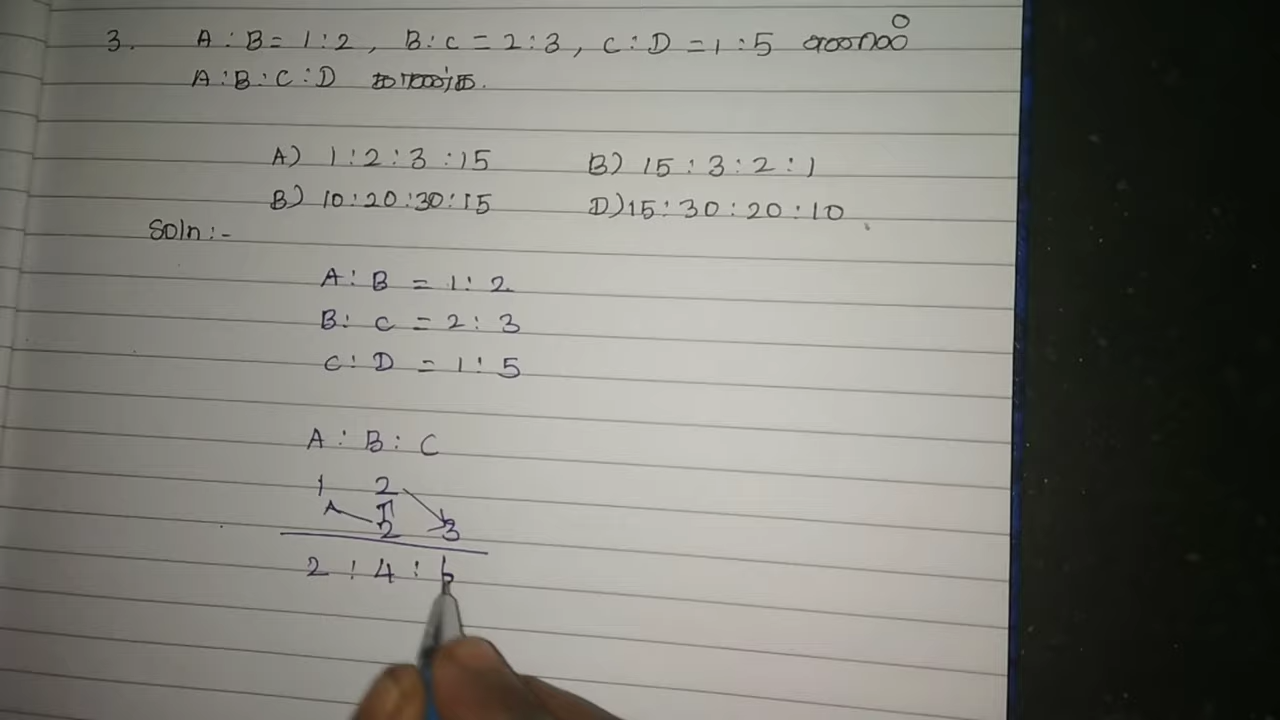 3. A : B = 1 : 2 , B : C = 2 : 3 , C : D = 1 : 5
A : B : C : D
A) 1 : 2 : 3 : 15 B) 15 : 3 : 2 : 1
B) 10 : 20 : 30 : 15 D) 15 : 30 : 20 : 10
Soln :-
A : B = 1 : 2
B : C = 2 : 3
C : D = 1 : 5
A : B : C
1 2
2 3
2 : 4 : 6